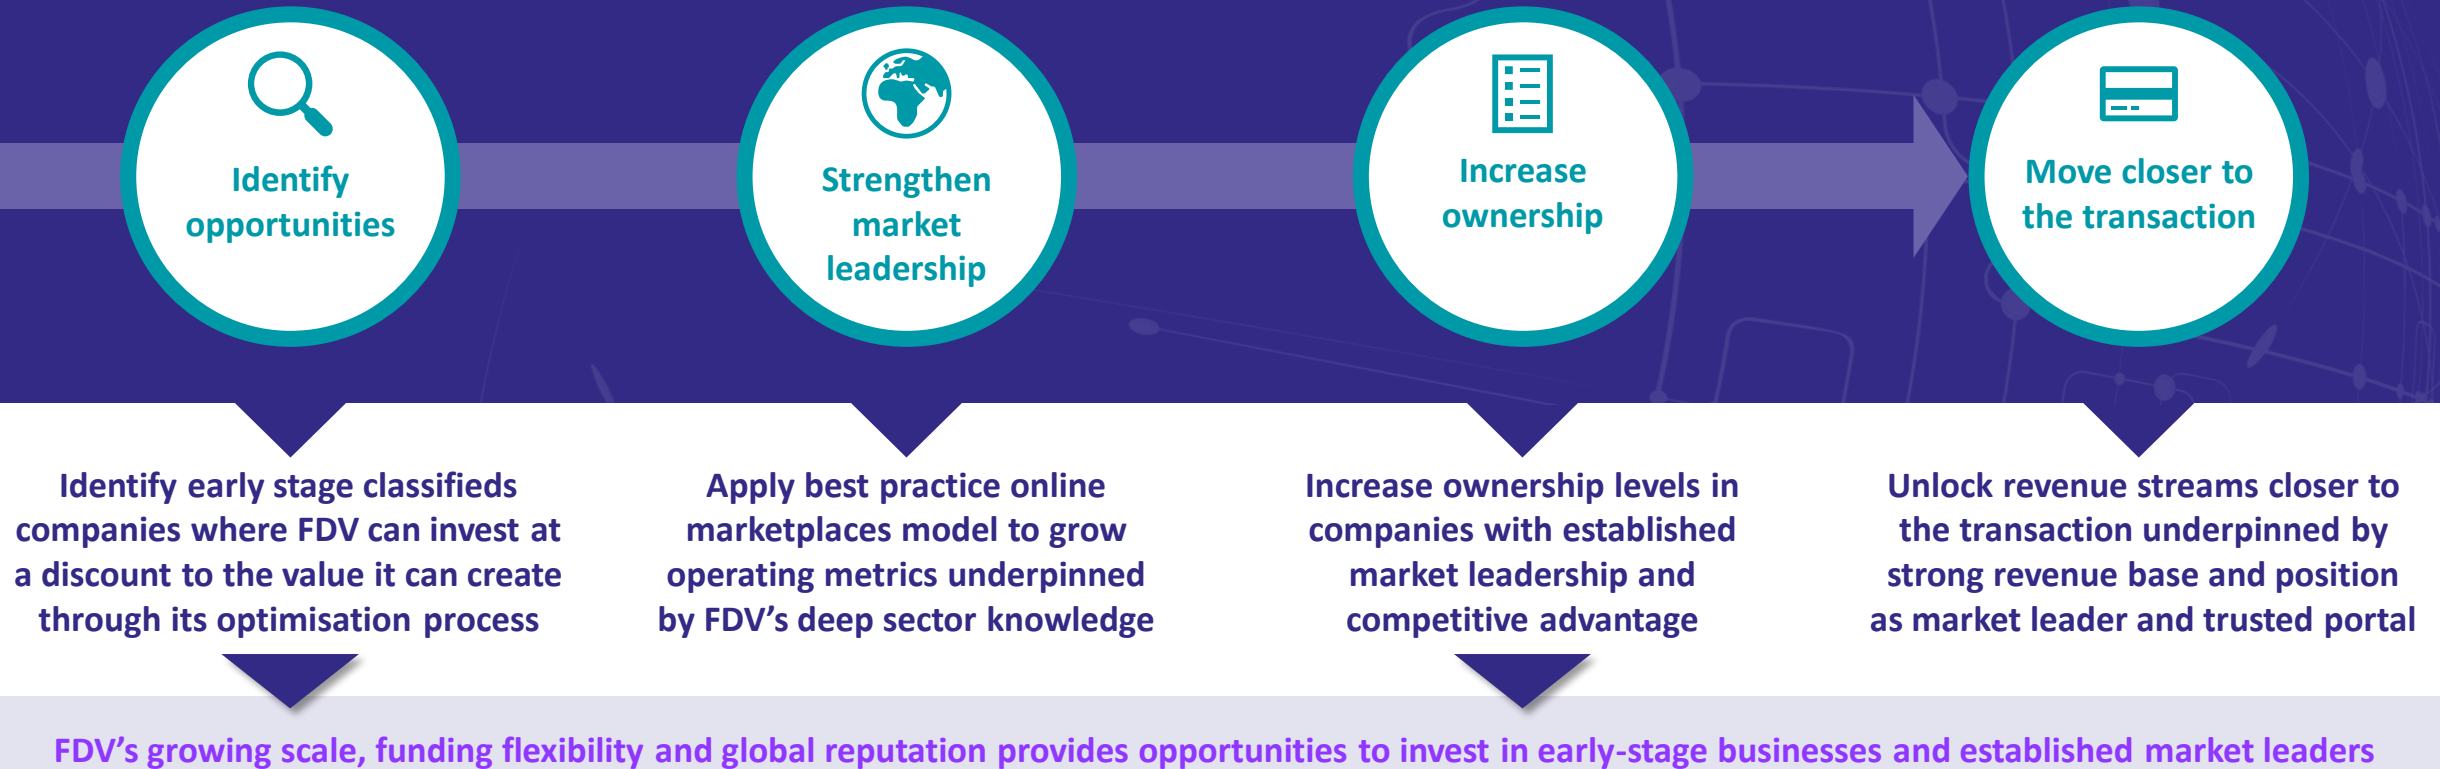 Identify
opportunities
Strengthen
market
leadership
Increase
ownership
Move closer to
the transaction
Identify early stage classifieds
companies where FDV can invest at
a discount to the value it can create
through its optimisation process
Apply best practice online
marketplaces model to grow
operating metrics underpinned
by FDV’s deep sector knowledge
Increase ownership levels in
companies with established
market leadership and
competitive advantage
Unlock revenue streams closer to
the transaction underpinned by
strong revenue base and position
as market leader and trusted portal
FDV’s growing scale, funding flexibility and global reputation provides opportunities to invest in early-stage businesses and established market leaders